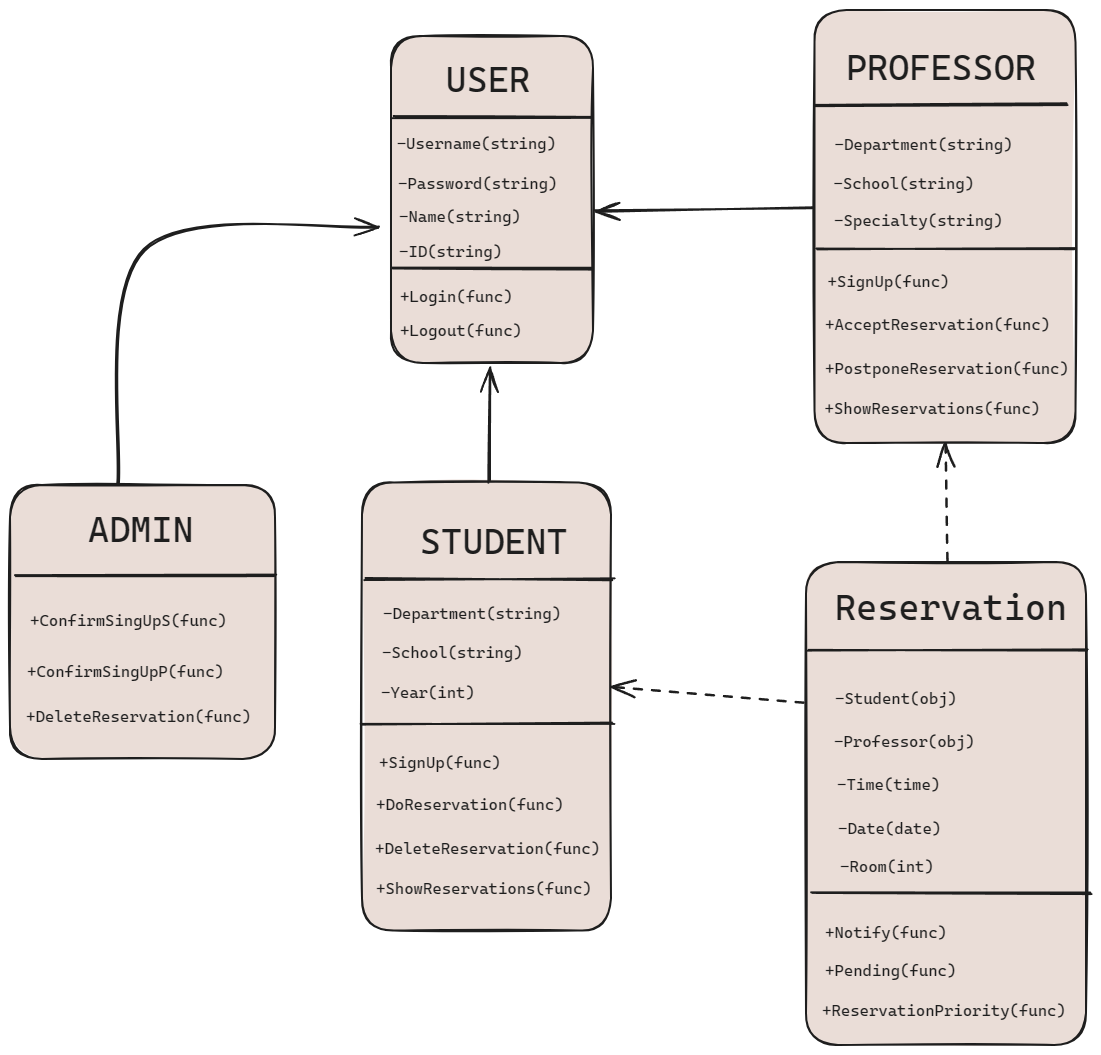 USER
-Username(string)
-Password(string)
-Name(string)
-ID(string)
+Login(func)
+Logout(func)
PROFESSOR
-Department(string)
-School(string)
-Specialty(string)
+SignUp(func)
+AcceptReservation(func)
+PostponeReservation(func)
+ShowReservations(func)
ADMIN
+ConfirmSingUpS(func)
+ConfirmSingUpP(func)
+DeleteReservation(func)
STUDENT
-Department(string)
-School(string)
-Year(int)
+SignUp(func)
+DoReservation(func)
+DeleteReservation(func)
+ShowReservations(func)
Reservation
-Student(obj)
-Professor(obj)
-Time(time)
-Date(date)
-Room(int)
+Notify(func)
+Pending(func)
+ReservationPriority(func)